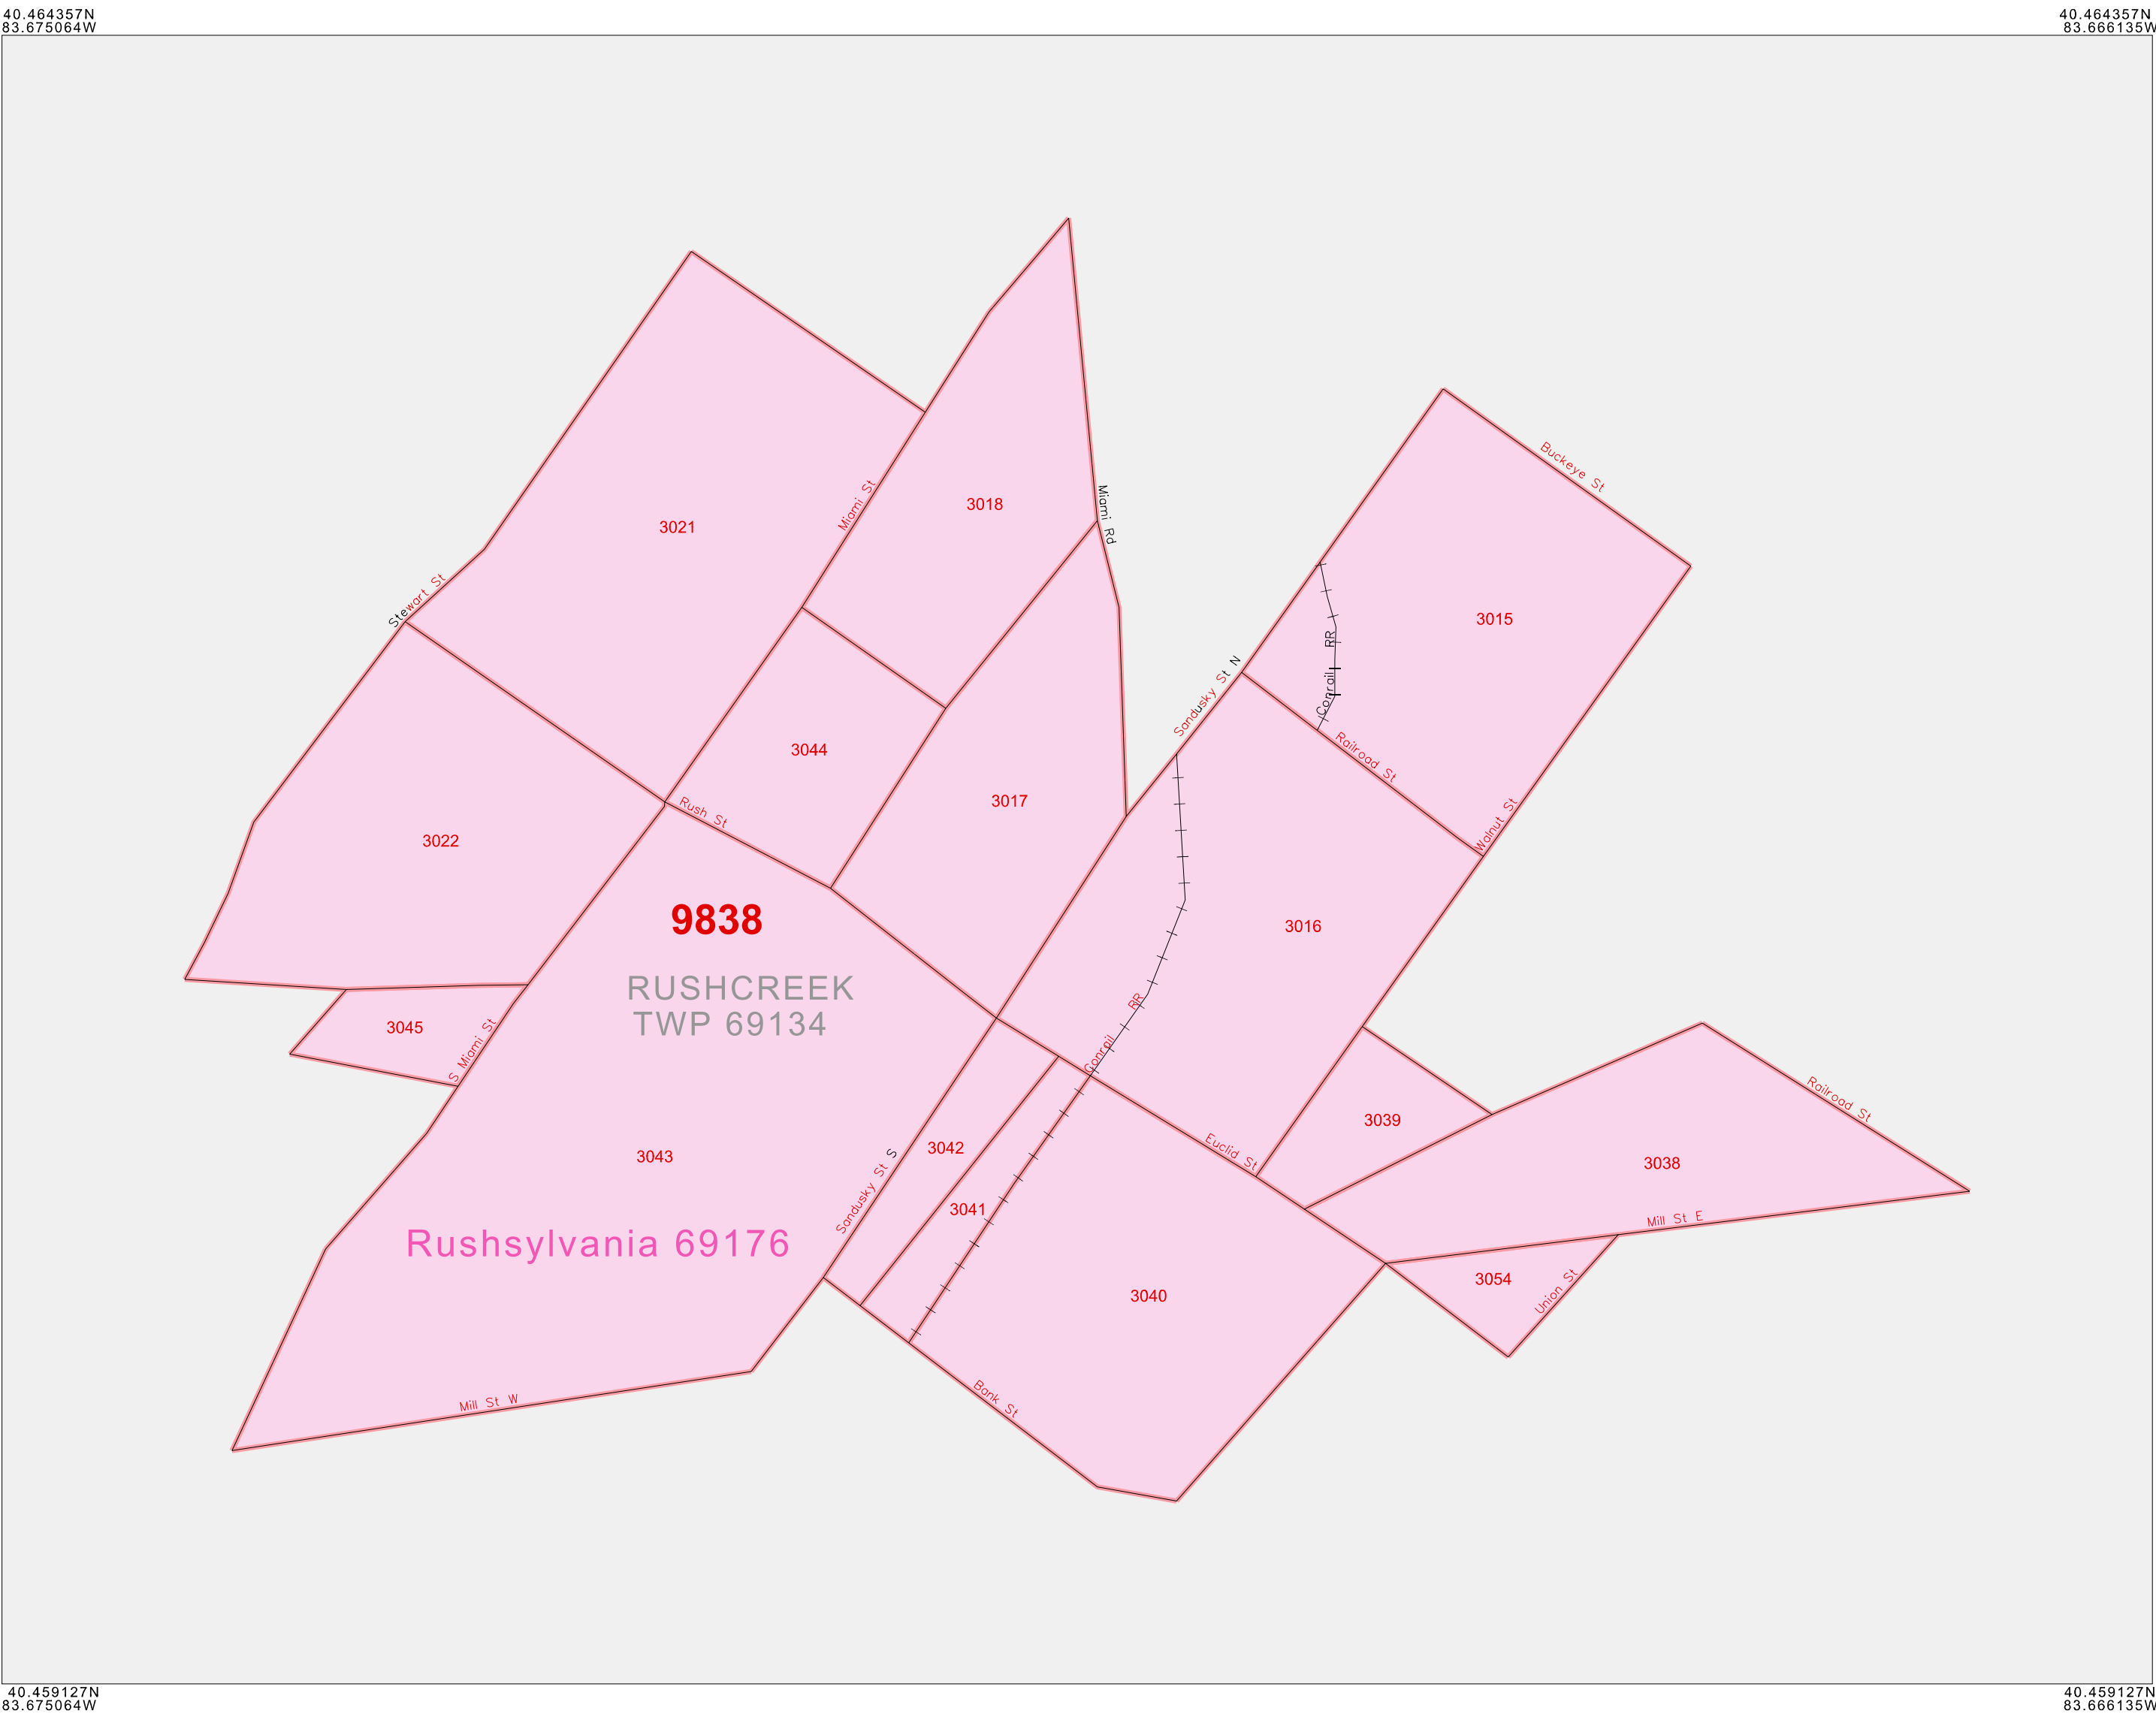 40.464357N
83.675064W
40.464357N
83.666135W
Buckeye St
Miami St
3018
Miami Rd
3021
Stewart St
3015
Conrail RR
Sandusky St N
3044
Railroad St
3017
Rush St
Walnut St
3022
9838
3016
RUSHCREEK
TWP 69134
3045
S Miami St
Conrail RR
3039
Railroad St
3042
3043
Euclid St
3038
Sandusky St S
3041
Mill St E
Rushsylvania 69176
3054
3040
Union St
Mill St W
Bank St
40.459127N
83.675064W
40.459127N
83.666135W